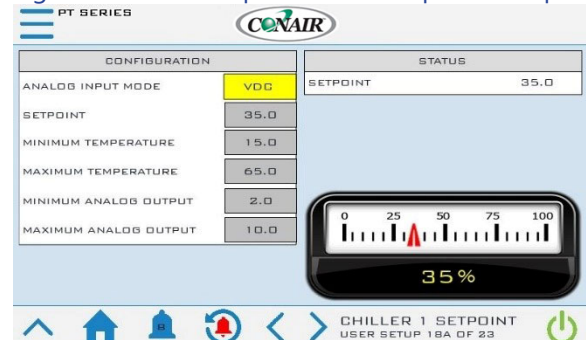 PT SERIES
CONAIR
CONFIGURATION
ANALOG INPUT MODE VDC
SETPOINT 35.0
MINIMUM TEMPERATURE 15.0
MAXIMUM TEMPERATURE 65.0
MINIMUM ANALOG OUTPUT 2.0
MAXIMUM ANALOG OUTPUT 10.0
STATUS
SETPOINT 35.0
0 25 50 75 100
35%
CHILLER 1 SETPOINT
USER SETUP 18A OF 23